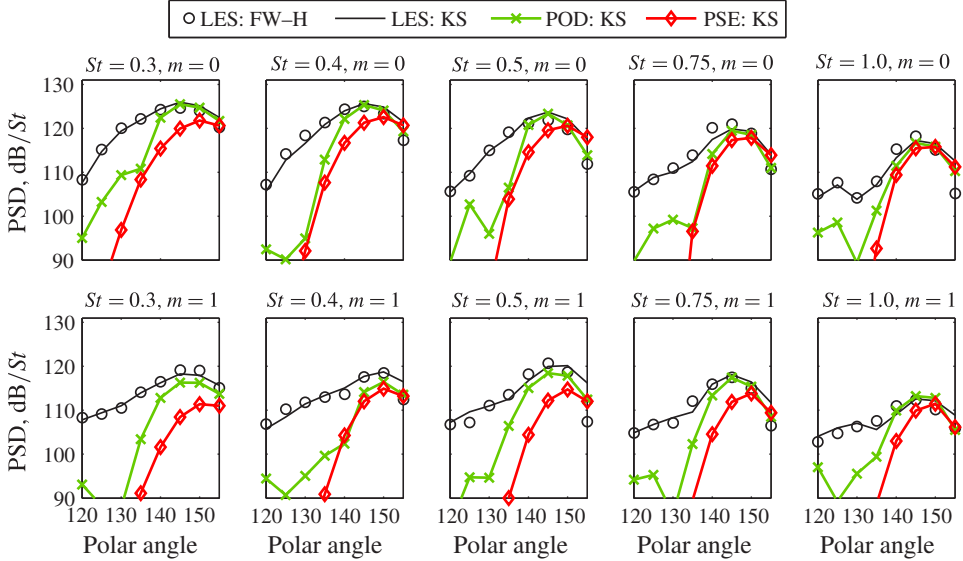 LES: FW–H LES: KS POD: KS PSE: KS
St = 0.3, m = 0 St = 0.4, m = 0 St = 0.5, m = 0 St = 0.75, m = 0 St = 1.0, m = 0
130
120
110
100
90
PSD, dB/St
St = 0.3, m = 1 St = 0.4, m = 1 St = 0.5, m = 1 St = 0.75, m = 1 St = 1.0, m = 1
130
120
110
100
90
PSD, dB/St
120 130 140 150 120 130 140 150 120 130 140 150 120 130 140 150 120 130 140 150
Polar angle Polar angle Polar angle Polar angle Polar angle